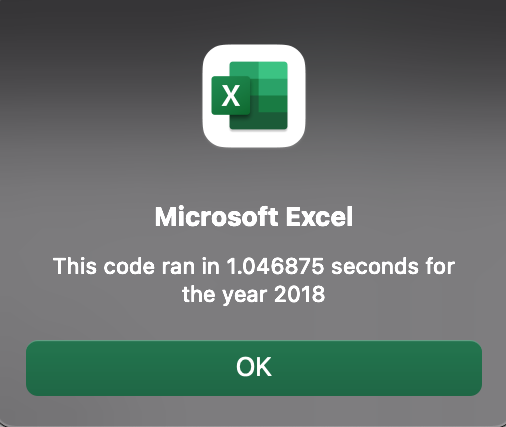 X
Microsoft Excel
This code ran in 1.046875 seconds for
the year 2018
OK